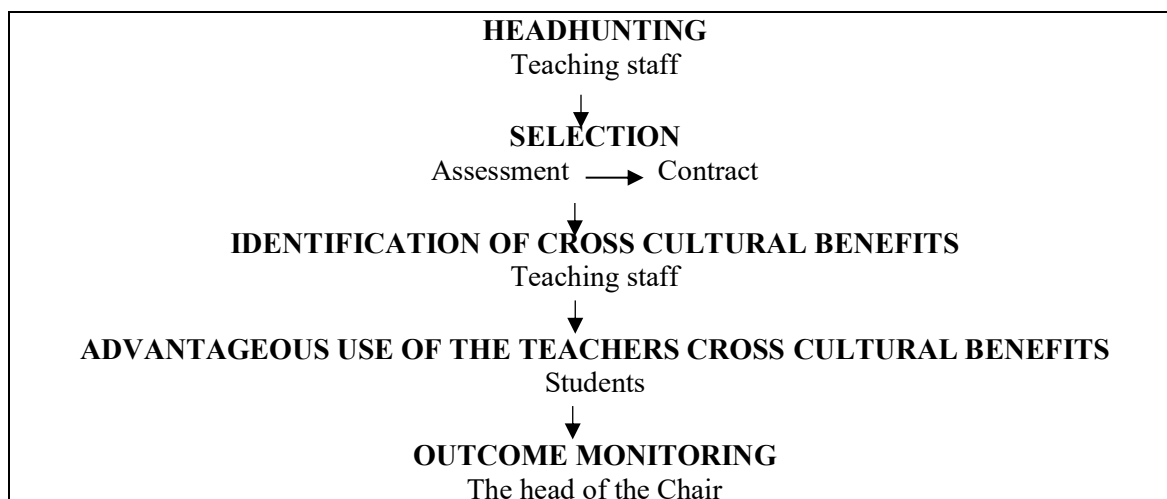 HEADHUNTING
Teaching staff
SELECTION
Assessment Contract
IDENTIFICATION OF CROSS CULTURAL BENEFITS
Teaching staff
ADVANTAGEOUS USE OF THE TEACHERS CROSS CULTURAL BENEFITS
Students
OUTCOME MONITORING
The head of the Chair